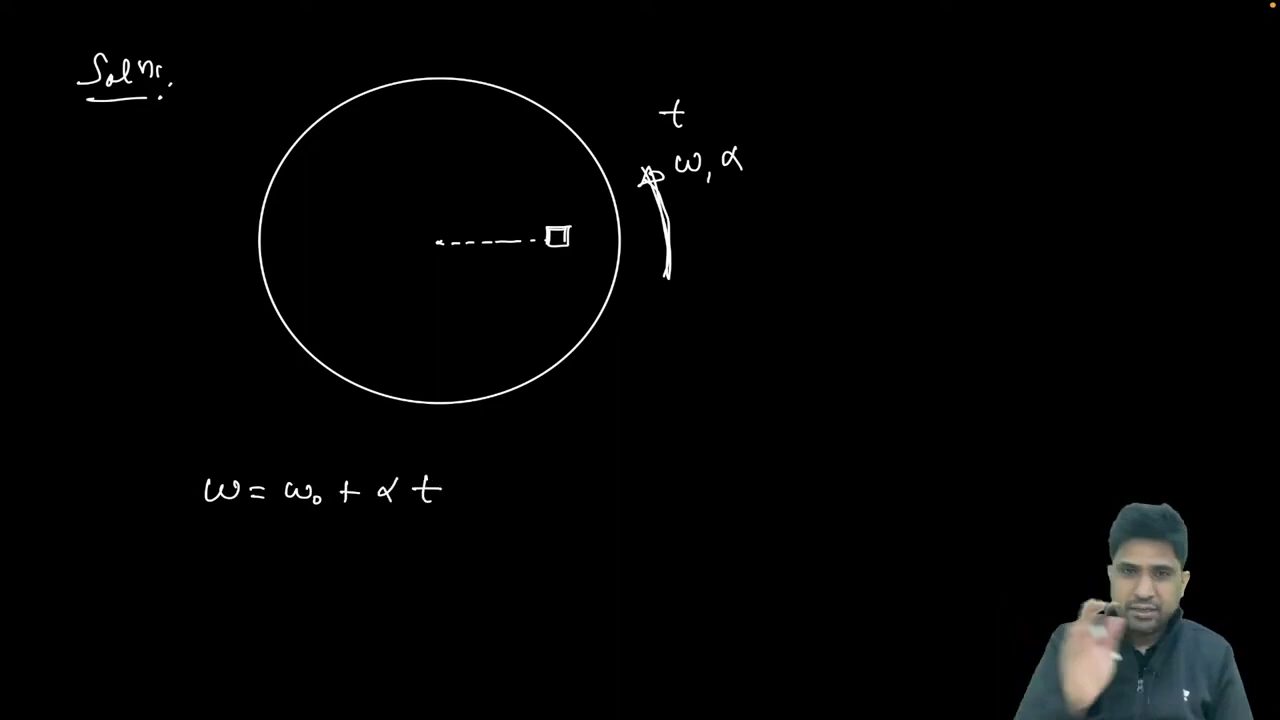 Solⁿ:
t
ω, α
ω = ω₀ + α t